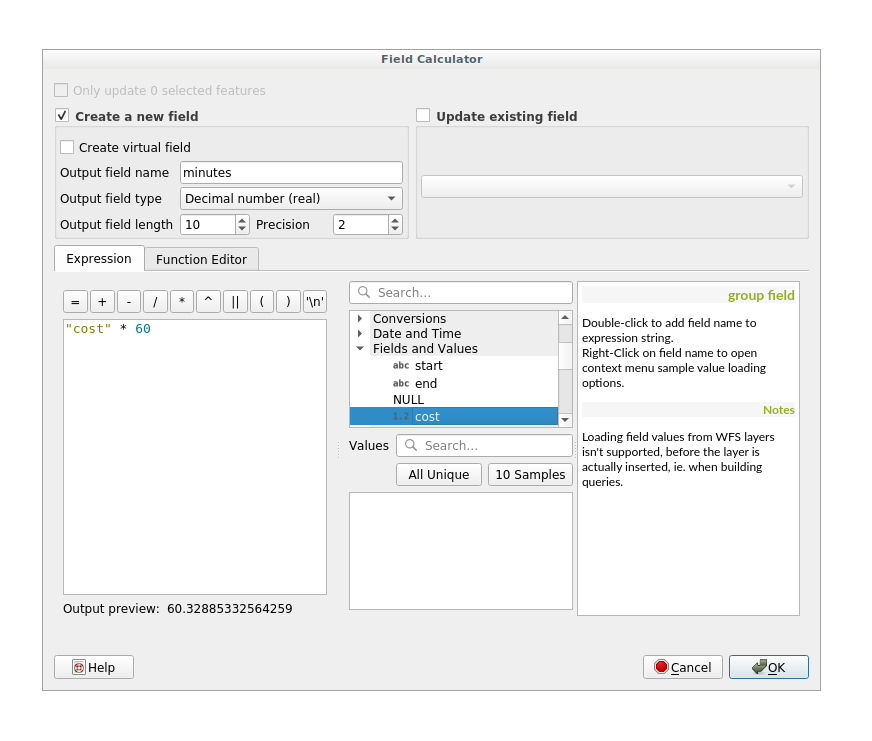 Field Calculator
Only update 0 selected features
Create a new field
Update existing field
Create virtual field
Output field name minutes
Output field type Decimal number (real)
Output field length 10 Precision 2
Expression Function Editor
= + - / * ^ || ( ) '\n'
"cost" * 60
Output preview: 60.32885332564259
Search...
Conversions
Date and Time
Fields and Values
abc start
abc end
NULL
1.2 cost
Values Search...
All Unique 10 Samples
group field
Double-click to add field name to
expression string.
Right-Click on field name to open
context menu sample value loading
options.
Notes
Loading field values from WFS layers
isn't supported, before the layer is
actually inserted, ie. when building
queries.
Help Cancel OK